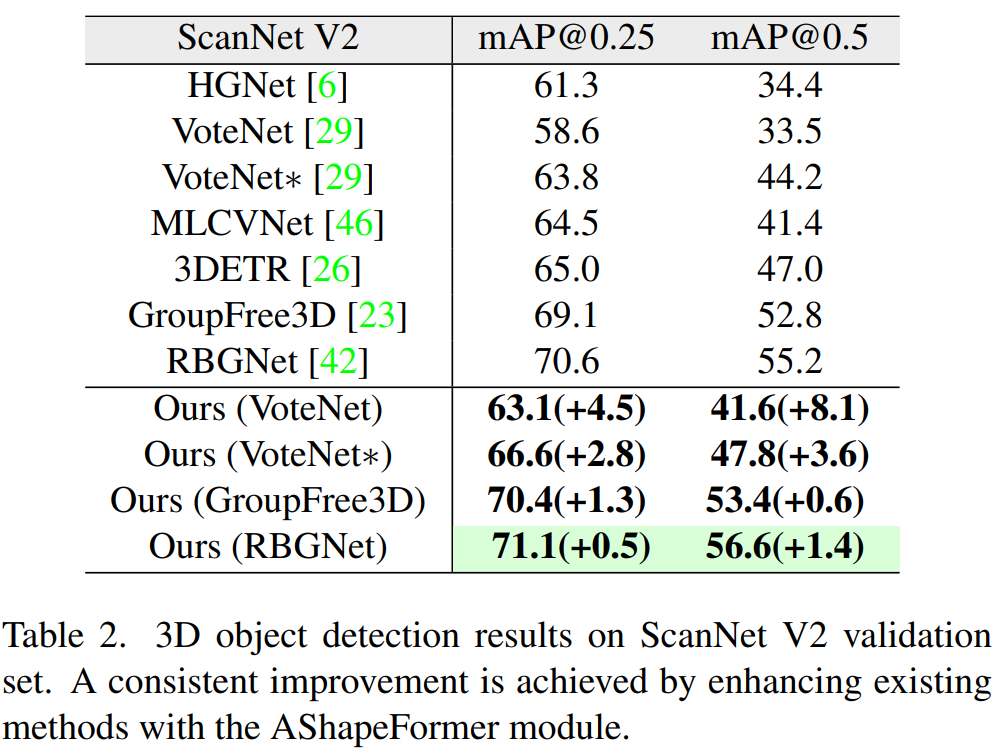 ScanNet V2 mAP@0.25 mAP@0.5
HGNet [6] 61.3 34.4
VoteNet [29] 58.6 33.5
VoteNet∗ [29] 63.8 44.2
MLCVNet [46] 64.5 41.4
3DETR [26] 65.0 47.0
GroupFree3D [23] 69.1 52.8
RBGNet [42] 70.6 55.2
Ours (VoteNet) 63.1(+4.5) 41.6(+8.1)
Ours (VoteNet∗) 66.6(+2.8) 47.8(+3.6)
Ours (GroupFree3D) 70.4(+1.3) 53.4(+0.6)
Ours (RBGNet) 71.1(+0.5) 56.6(+1.4)
Table 2. 3D object detection results on ScanNet V2 validation
set. A consistent improvement is achieved by enhancing existing
methods with the AShapeFormer module.